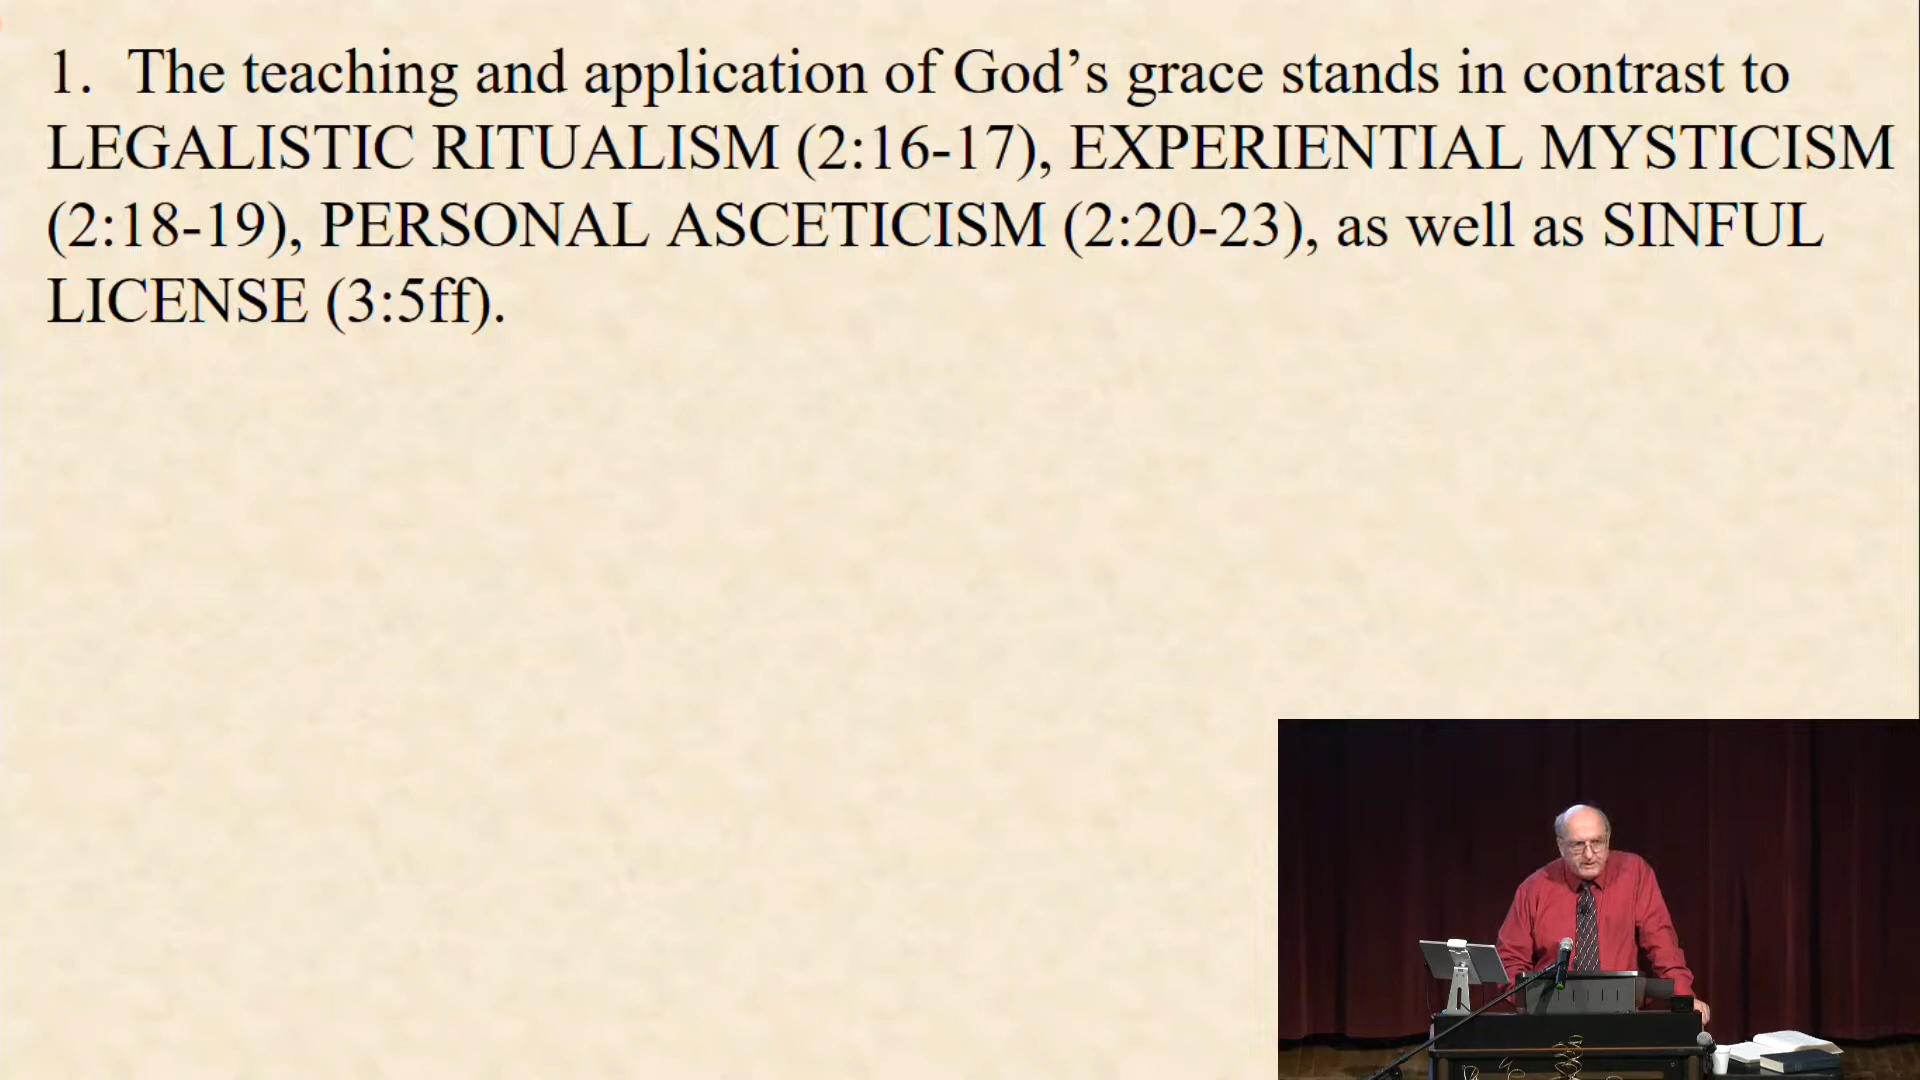 1.  The teaching and application of God’s grace stands in contrast to
LEGALISTIC RITUALISM (2:16-17), EXPERIENTIAL MYSTICISM
(2:18-19), PERSONAL ASCETICISM (2:20-23), as well as SINFUL
LICENSE (3:5ff).